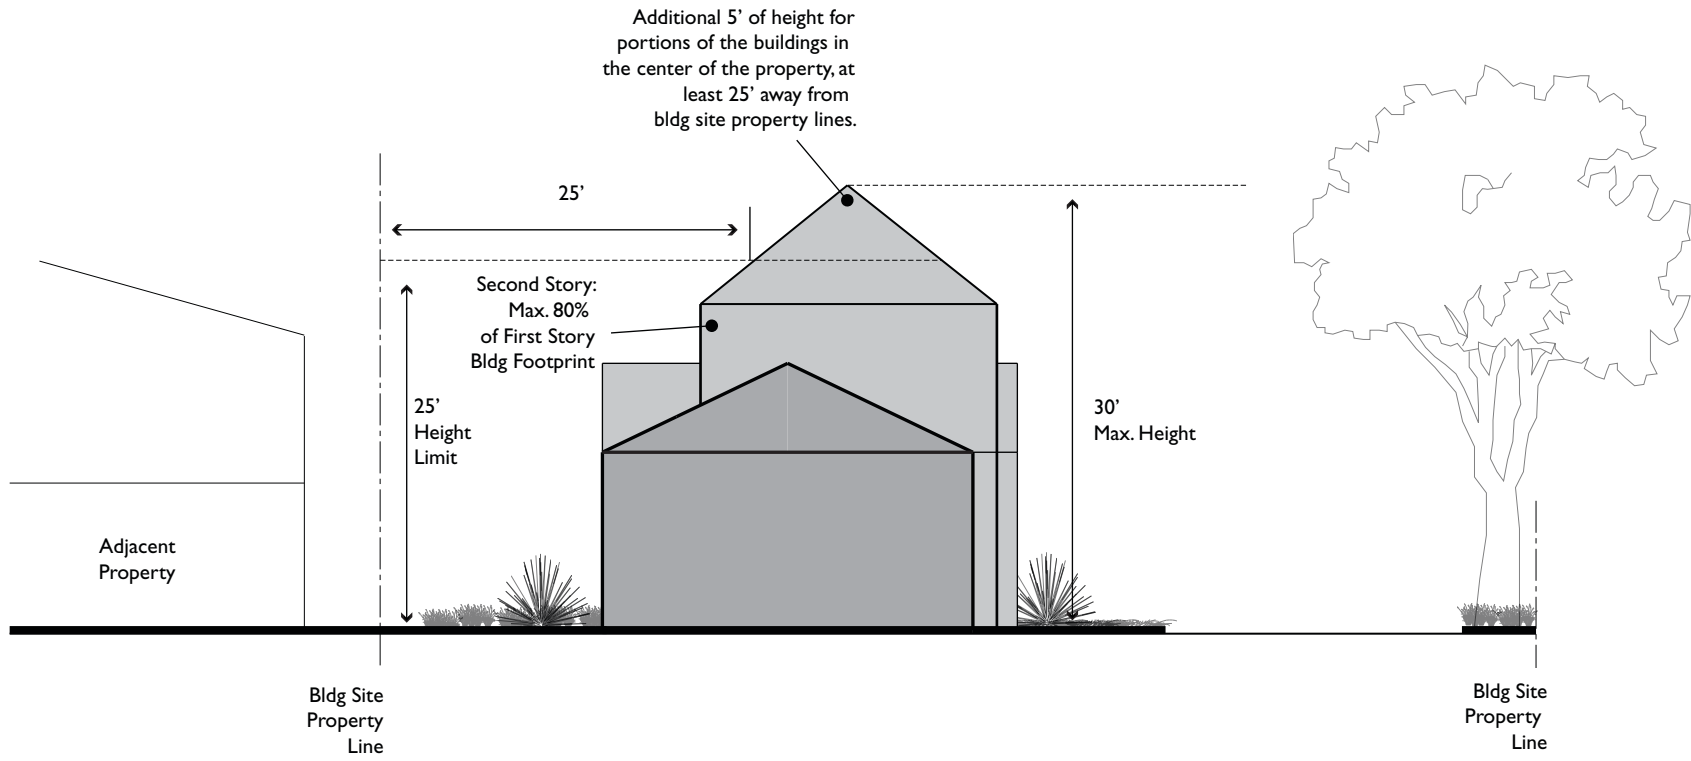 Additional 5’ of height for
portions of the buildings in
the center of the property, at
least 25’ away from
bldg site property lines.
25’
Second Story:
Max. 80%
of First Story
Bldg Footprint
25’
Height
Limit
30’
Max. Height
Adjacent
Property
Bldg Site
Property
Line
Bldg Site
Property
Line